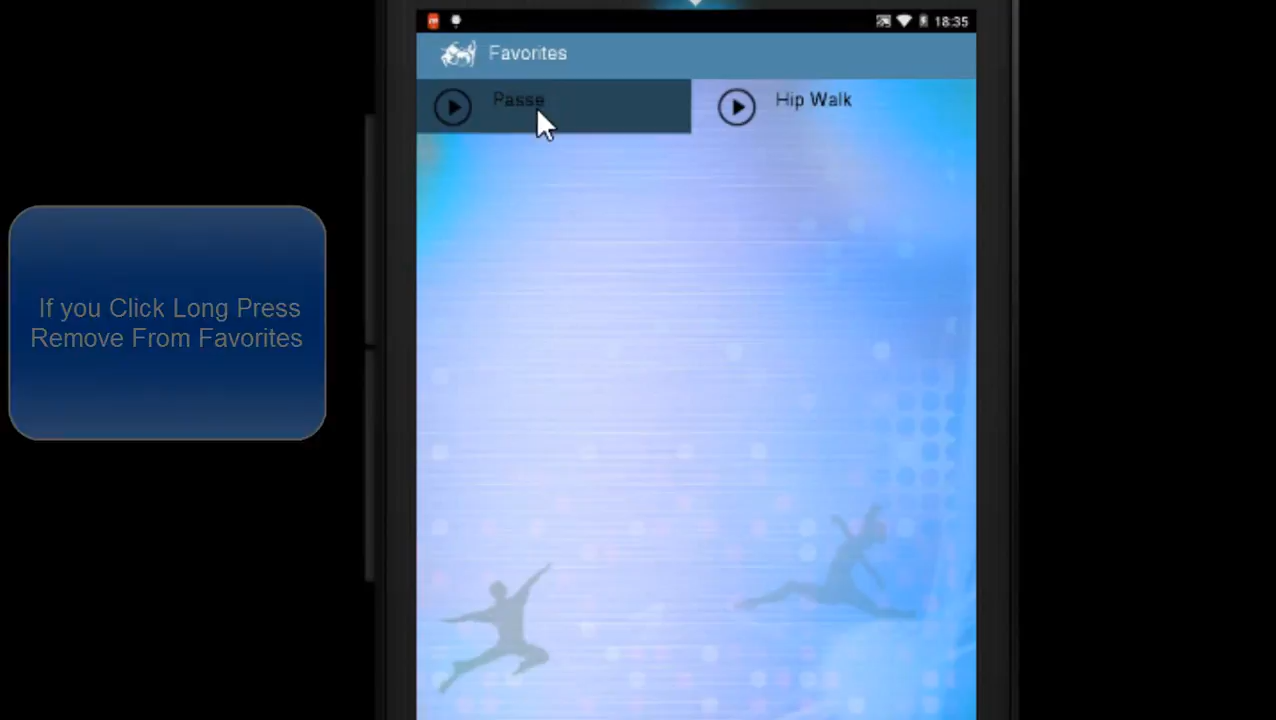 18:35
Favorites
Passe
Hip Walk
If you Click Long Press
Remove From Favorites